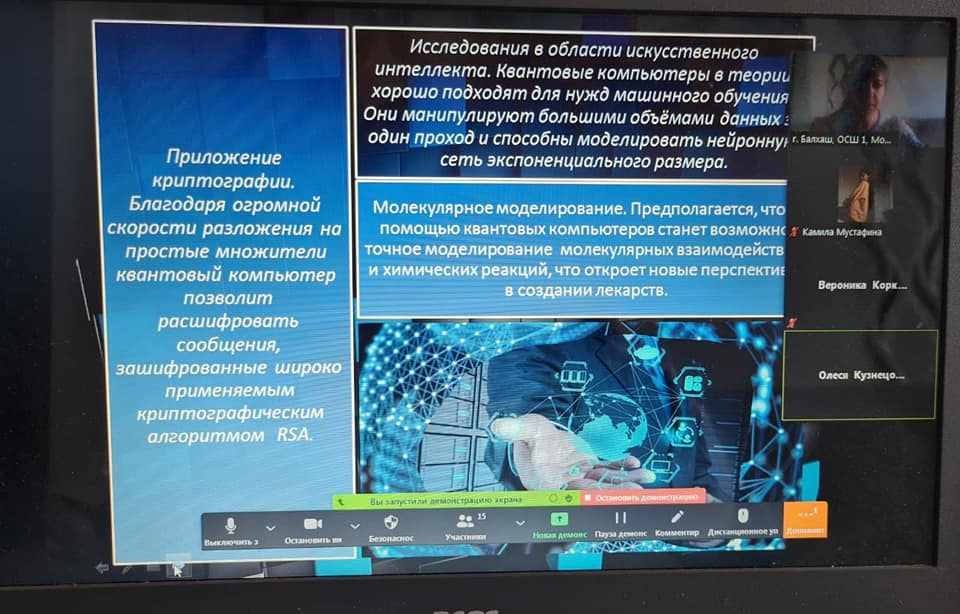 Приложение
криптографии.
Благодаря огромной
скорости разложения на
простые множители
квантовый компьютер
позволит
расшифровать
сообщения,
зашифрованные широко
применяемым
криптографическим
алгоритмом RSA.
Исследования в области искусственного
интеллекта. Квантовые компьютеры в теории
хорошо подходят для нужд машинного обучения
Они манипулируют большими объёмами данных з
один проход и способны моделировать нейронную
сеть экспоненциального размера.
Молекулярное моделирование. Предполагается, что
помощью квантовых компьютеров станет возможно
точное моделирование молекулярных взаимодейств
и химических реакций, что откроет новые перспектив
в создании лекарств.
г. Балхаш, ОСШ 1, Мо...
Камила Мустафина
Вероника Корк...
Олеся Кузнецо...
Вы запустили демонстрацию экрана
Остановить демонстрацию
Выключить з
Остановить ви
Безопаснос
Участники
15
Новая демонс
Пауза демонс
Комментир
Дистанционное уп
Дополнит